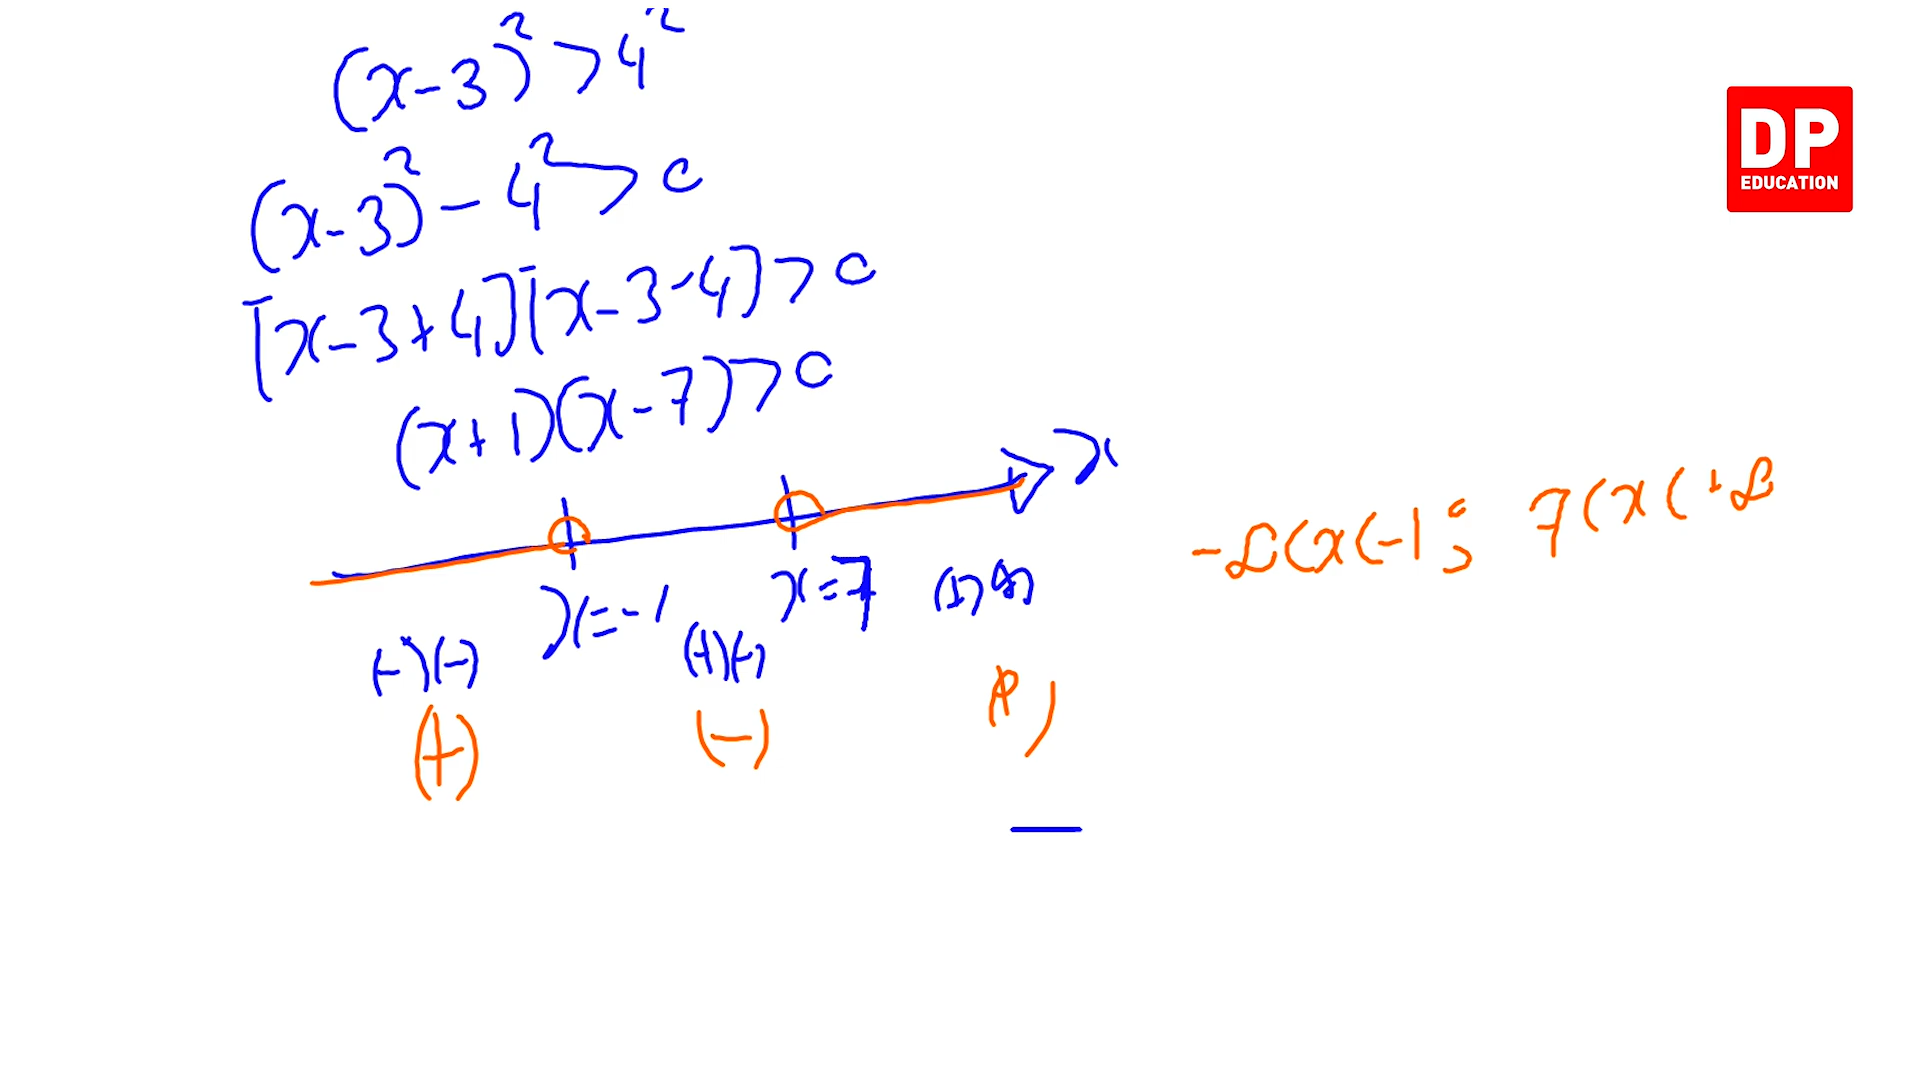 (x-3)² > 4²
(x-3)² - 4² > 0
[x-3+4][x-3-4] > 0
(x+1)(x-7) > 0
x
x=-1
x=7
(-)(-)
(+)(-)
(+)(+)
(+)
(-)
(+)
-∞<x<-1 ; 7<x<+∞
DP
EDUCATION